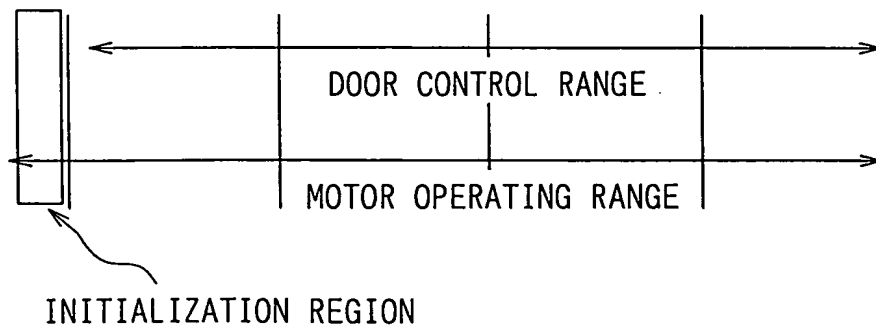 DOOR CONTROL RANGE
MOTOR OPERATING RANGE
INITIALIZATION REGION